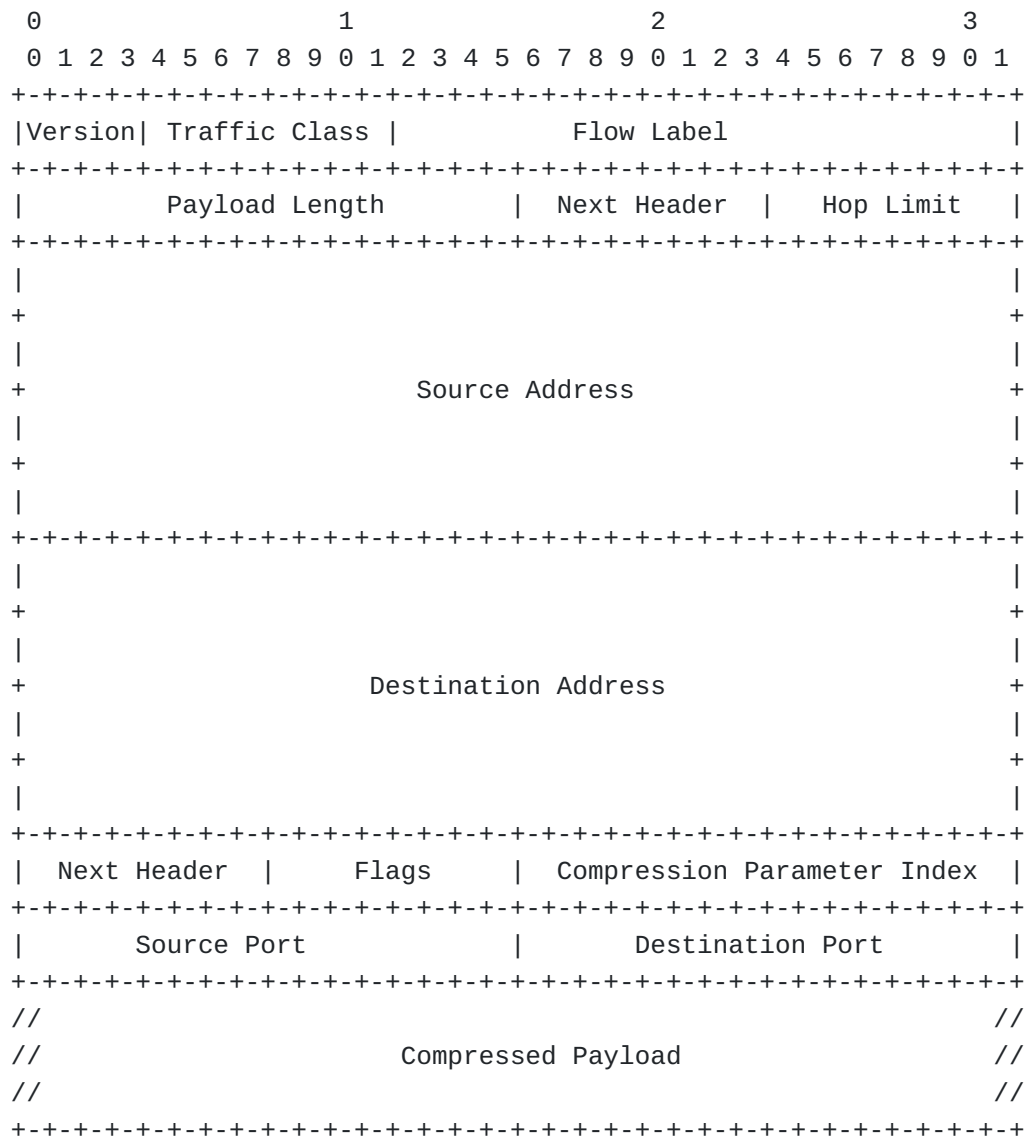 0                   1                   2                   3
 0 1 2 3 4 5 6 7 8 9 0 1 2 3 4 5 6 7 8 9 0 1 2 3 4 5 6 7 8 9 0 1
+-+-+-+-+-+-+-+-+-+-+-+-+-+-+-+-+-+-+-+-+-+-+-+-+-+-+-+-+-+-+-+-+
|Version| Traffic Class |           Flow Label                  |
+-+-+-+-+-+-+-+-+-+-+-+-+-+-+-+-+-+-+-+-+-+-+-+-+-+-+-+-+-+-+-+-+
|         Payload Length        |  Next Header  |   Hop Limit   |
+-+-+-+-+-+-+-+-+-+-+-+-+-+-+-+-+-+-+-+-+-+-+-+-+-+-+-+-+-+-+-+-+
|                                                               |
+                                                               +
|                                                               |
+                         Source Address                        +
|                                                               |
+                                                               +
|                                                               |
+-+-+-+-+-+-+-+-+-+-+-+-+-+-+-+-+-+-+-+-+-+-+-+-+-+-+-+-+-+-+-+-+
|                                                               |
+                                                               +
|                                                               |
+                      Destination Address                      +
|                                                               |
+                                                               +
|                                                               |
+-+-+-+-+-+-+-+-+-+-+-+-+-+-+-+-+-+-+-+-+-+-+-+-+-+-+-+-+-+-+-+-+
|  Next Header  |     Flags     |  Compression Parameter Index  |
+-+-+-+-+-+-+-+-+-+-+-+-+-+-+-+-+-+-+-+-+-+-+-+-+-+-+-+-+-+-+-+-+
|       Source Port             |       Destination Port        |
+-+-+-+-+-+-+-+-+-+-+-+-+-+-+-+-+-+-+-+-+-+-+-+-+-+-+-+-+-+-+-+-+
//                                                             //
//                       Compressed Payload                    //
//                                                             //
+-+-+-+-+-+-+-+-+-+-+-+-+-+-+-+-+-+-+-+-+-+-+-+-+-+-+-+-+-+-+-+-+